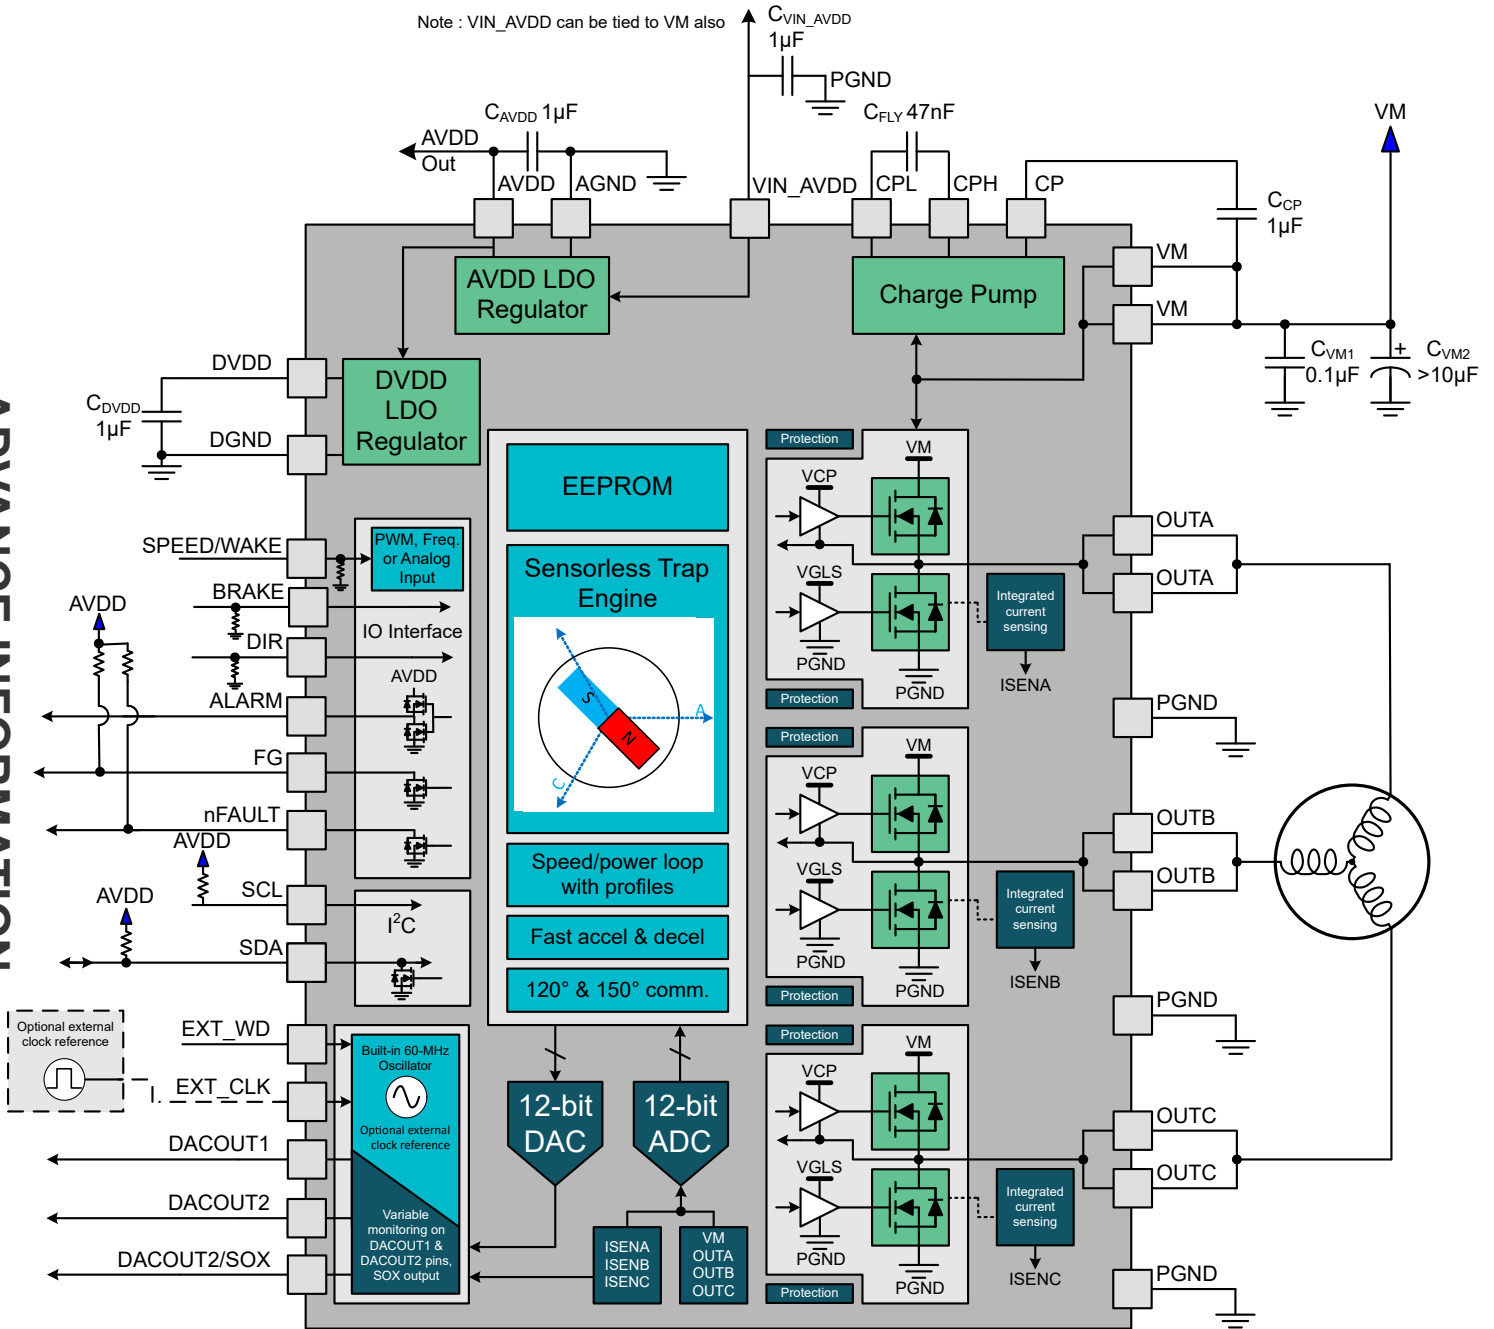 Note : VIN_AVDD can be tied to VM also
CVIN_AVDD
1µF
PGND
CAVDD 1µF
CFLY 47nF
VM
AVDD
Out
AVDD
AGND
VIN_AVDD
CPL
CPH
CP
CCP
1µF
VM
VM
AVDD LDO
Regulator
Charge Pump
CVM1
0.1µF
+
CVM2
>10µF
DVDD
CDVDD
1µF
DGND
DVDD
LDO
Regulator
ADVANCE INFORMATION
SPEED/WAKE
PWM, Freq.
or Analog
Input
BRAKE
IO Interface
AVDD
DIR
AVDD
ALARM
FG
nFAULT
AVDD
SCL
AVDD
I2C
SDA
EEPROM
Sensorless Trap
Engine
S
N
A
C
Speed/power loop
with profiles
Fast accel & decel
120° & 150° comm.
Protection
VM
VCP
VGLS
PGND
PGND
Integrated
current
sensing
ISENA
Protection
OUTA
OUTA
PGND
Protection
VM
VCP
VGLS
PGND
PGND
Integrated
current
sensing
ISENB
Protection
OUTB
OUTB
PGND
Protection
VM
VCP
VGLS
PGND
PGND
Integrated
current
sensing
ISENC
Protection
OUTC
OUTC
PGND
Optional external
clock reference
EXT_WD
EXT_CLK
DACOUT1
DACOUT2
DACOUT2/SOX
Built-in 60-MHz
Oscillator
Optional external
clock reference
Variable
monitoring on
DACOUT1 &
DACOUT2 pins,
SOX output
12-bit
DAC
12-bit
ADC
ISENA
ISENB
ISENC
VM
OUTA
OUTB
OUTC